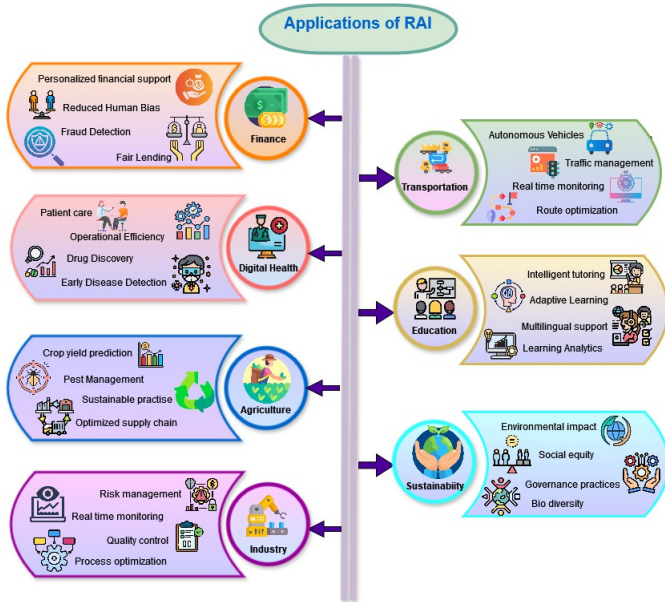 Applications of RAI
Personalized financial support
Reduced Human Bias
Fraud Detection
Fair Lending
Finance
Patient care
Operational Efficiency
Drug Discovery
Early Disease Detection
Digital Health
Crop yield prediction
Pest Management
Sustainable practise
Optimized supply chain
Agriculture
Risk management
Real time monitoring
Quality control
Process optimization
Industry
Transportation
Autonomous Vehicles
Traffic management
Real time monitoring
Route optimization
Education
Intelligent tutoring
Adaptive Learning
Multilingual support
Learning Analytics
Sustainabiity
Environmental impact
Social equity
Governance practices
Bio diversity